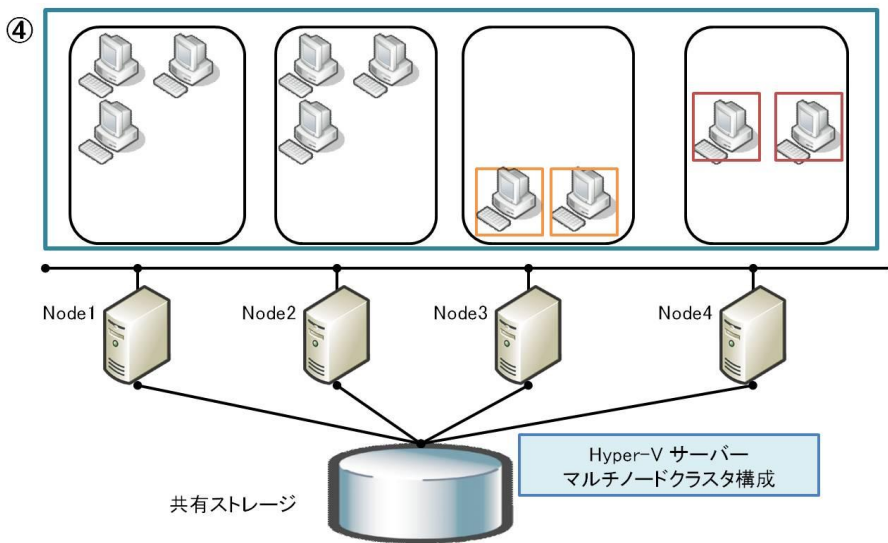 ④
Node1
Node2
Node3
Node4
Hyper-V サーバー
マルチノードクラスタ構成
共有ストレージ